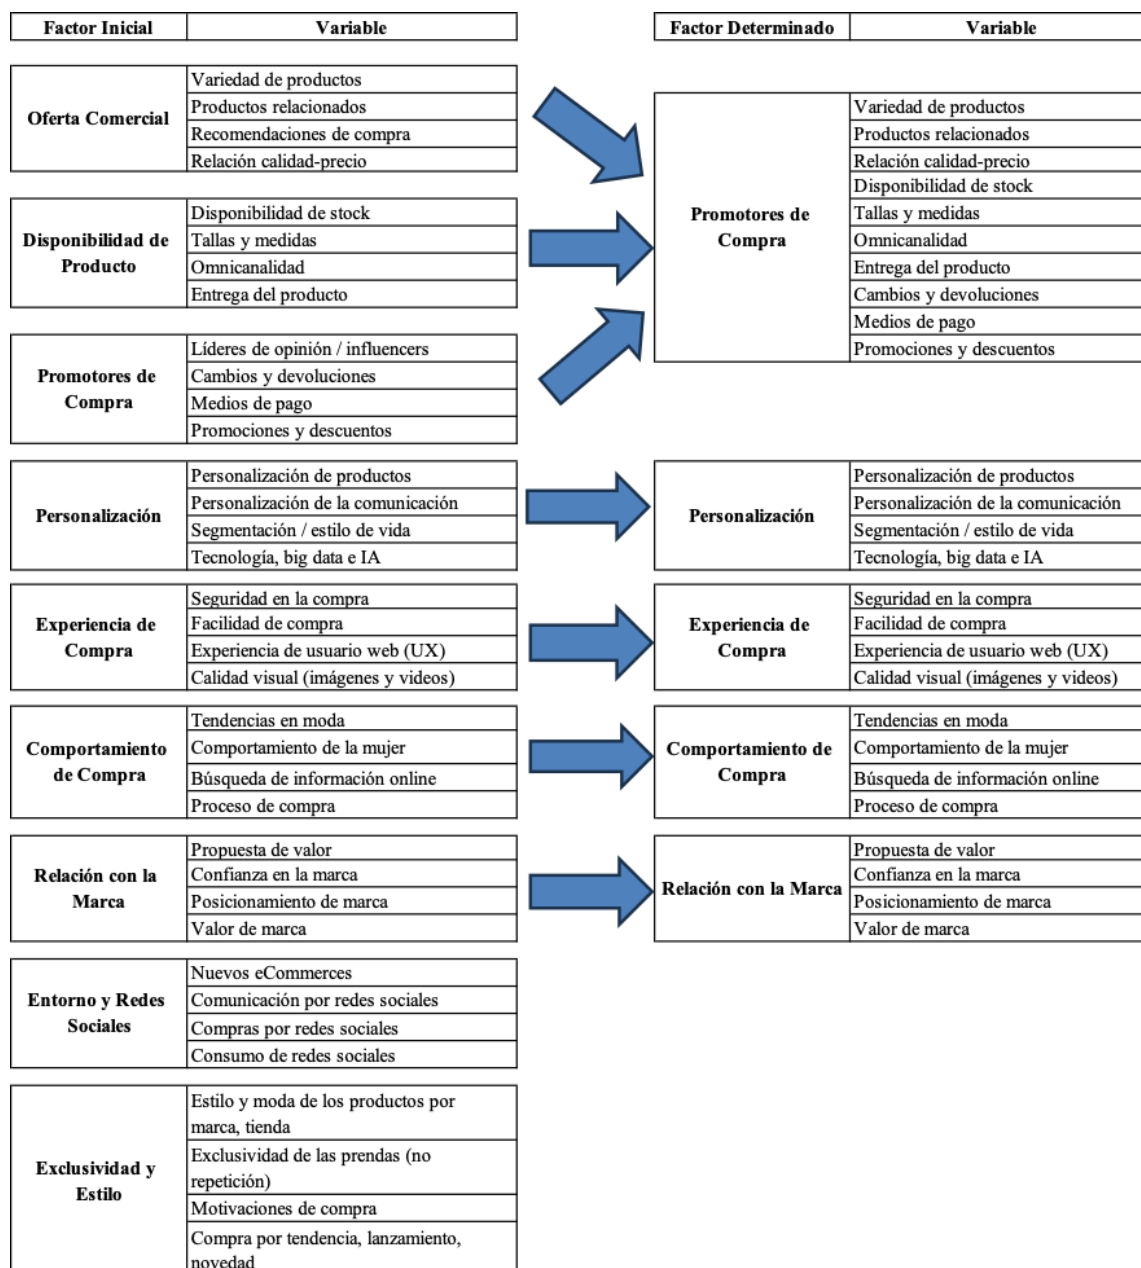 Factor Inicial Variable Factor Determinado Variable
Oferta Comercial
Variedad de productos
Productos relacionados
Recomendaciones de compra
Relación calidad-precio
Disponibilidad de
Producto
Disponibilidad de stock
Tallas y medidas
Omnicanalidad
Entrega del producto
Promotores de
Compra
Líderes de opinión / influencers
Cambios y devoluciones
Medios de pago
Promociones y descuentos
Promotores de
Compra
Variedad de productos
Productos relacionados
Relación calidad-precio
Disponibilidad de stock
Tallas y medidas
Omnicanalidad
Entrega del producto
Cambios y devoluciones
Medios de pago
Promociones y descuentos
Personalización
Personalización de productos
Personalización de la comunicación
Segmentación / estilo de vida
Tecnología, big data e IA
Personalización
Personalización de productos
Personalización de la comunicación
Segmentación / estilo de vida
Tecnología, big data e IA
Experiencia de
Compra
Seguridad en la compra
Facilidad de compra
Experiencia de usuario web (UX)
Calidad visual (imágenes y videos)
Experiencia de
Compra
Seguridad en la compra
Facilidad de compra
Experiencia de usuario web (UX)
Calidad visual (imágenes y videos)
Comportamiento
de Compra
Tendencias en moda
Comportamiento de la mujer
Búsqueda de información online
Proceso de compra
Comportamiento de
Compra
Tendencias en moda
Comportamiento de la mujer
Búsqueda de información online
Proceso de compra
Relación con la
Marca
Propuesta de valor
Confianza en la marca
Posicionamiento de marca
Valor de marca
Relación con la Marca
Propuesta de valor
Confianza en la marca
Posicionamiento de marca
Valor de marca
Entorno y Redes
Sociales
Nuevos eCommerces
Comunicación por redes sociales
Compras por redes sociales
Consumo de redes sociales
Exclusividad y
Estilo
Estilo y moda de los productos por
marca, tienda
Exclusividad de las prendas (no
repetición)
Motivaciones de compra
Compra por tendencia, lanzamiento,
novedad